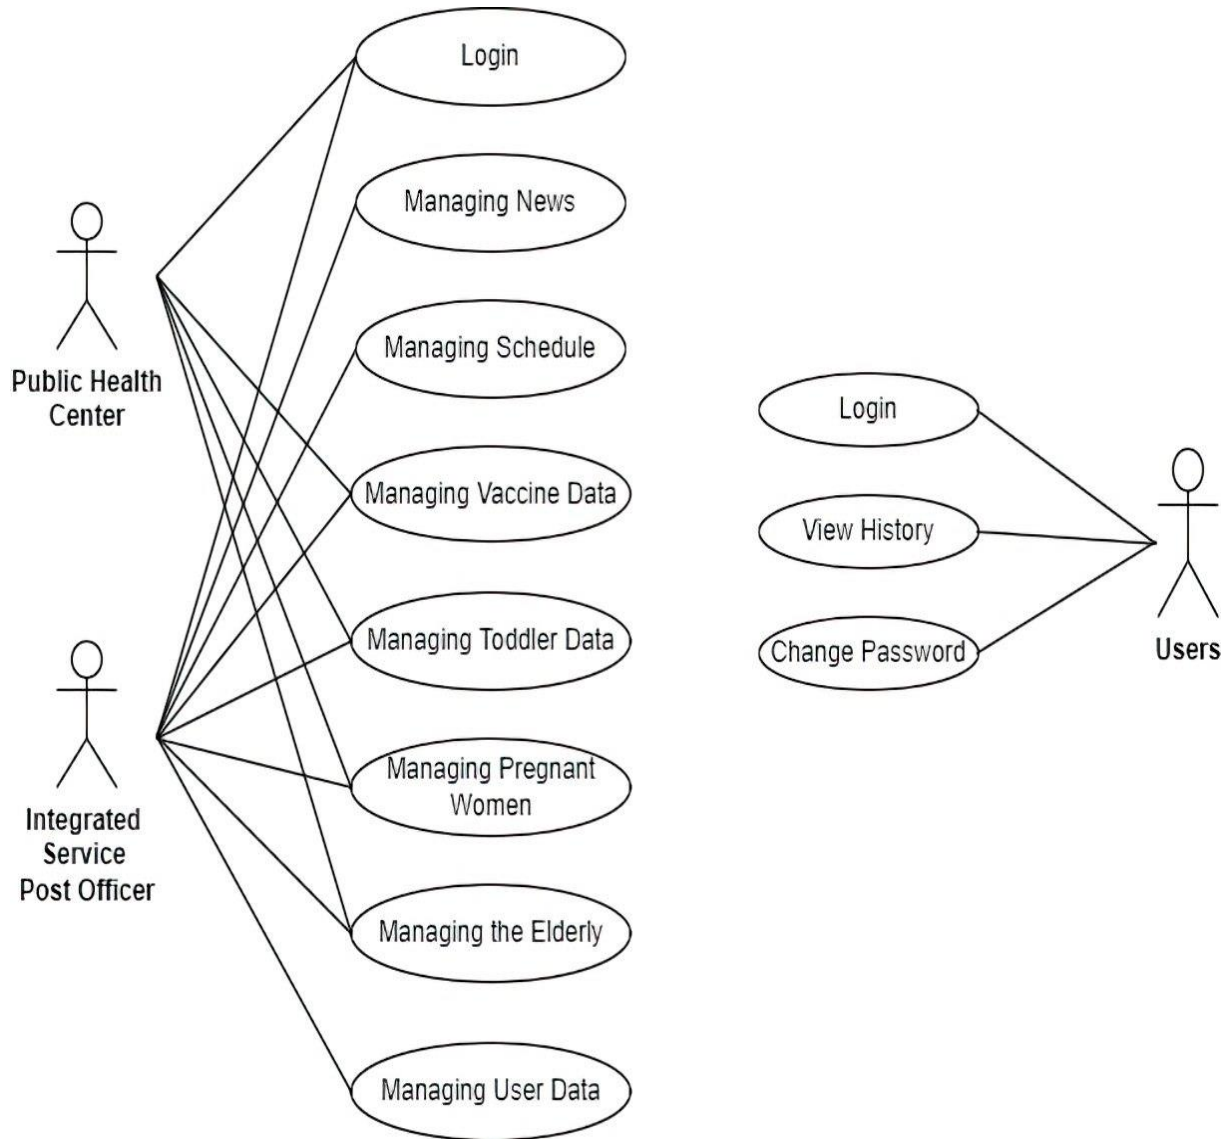 Login
Managing News
Managing Schedule
Managing Vaccine Data
Managing Toddler Data
Managing Pregnant
Women
Managing the Elderly
Managing User Data
Public Health
Center
Integrated
Service
Post Officer
Login
View History
Change Password
Users